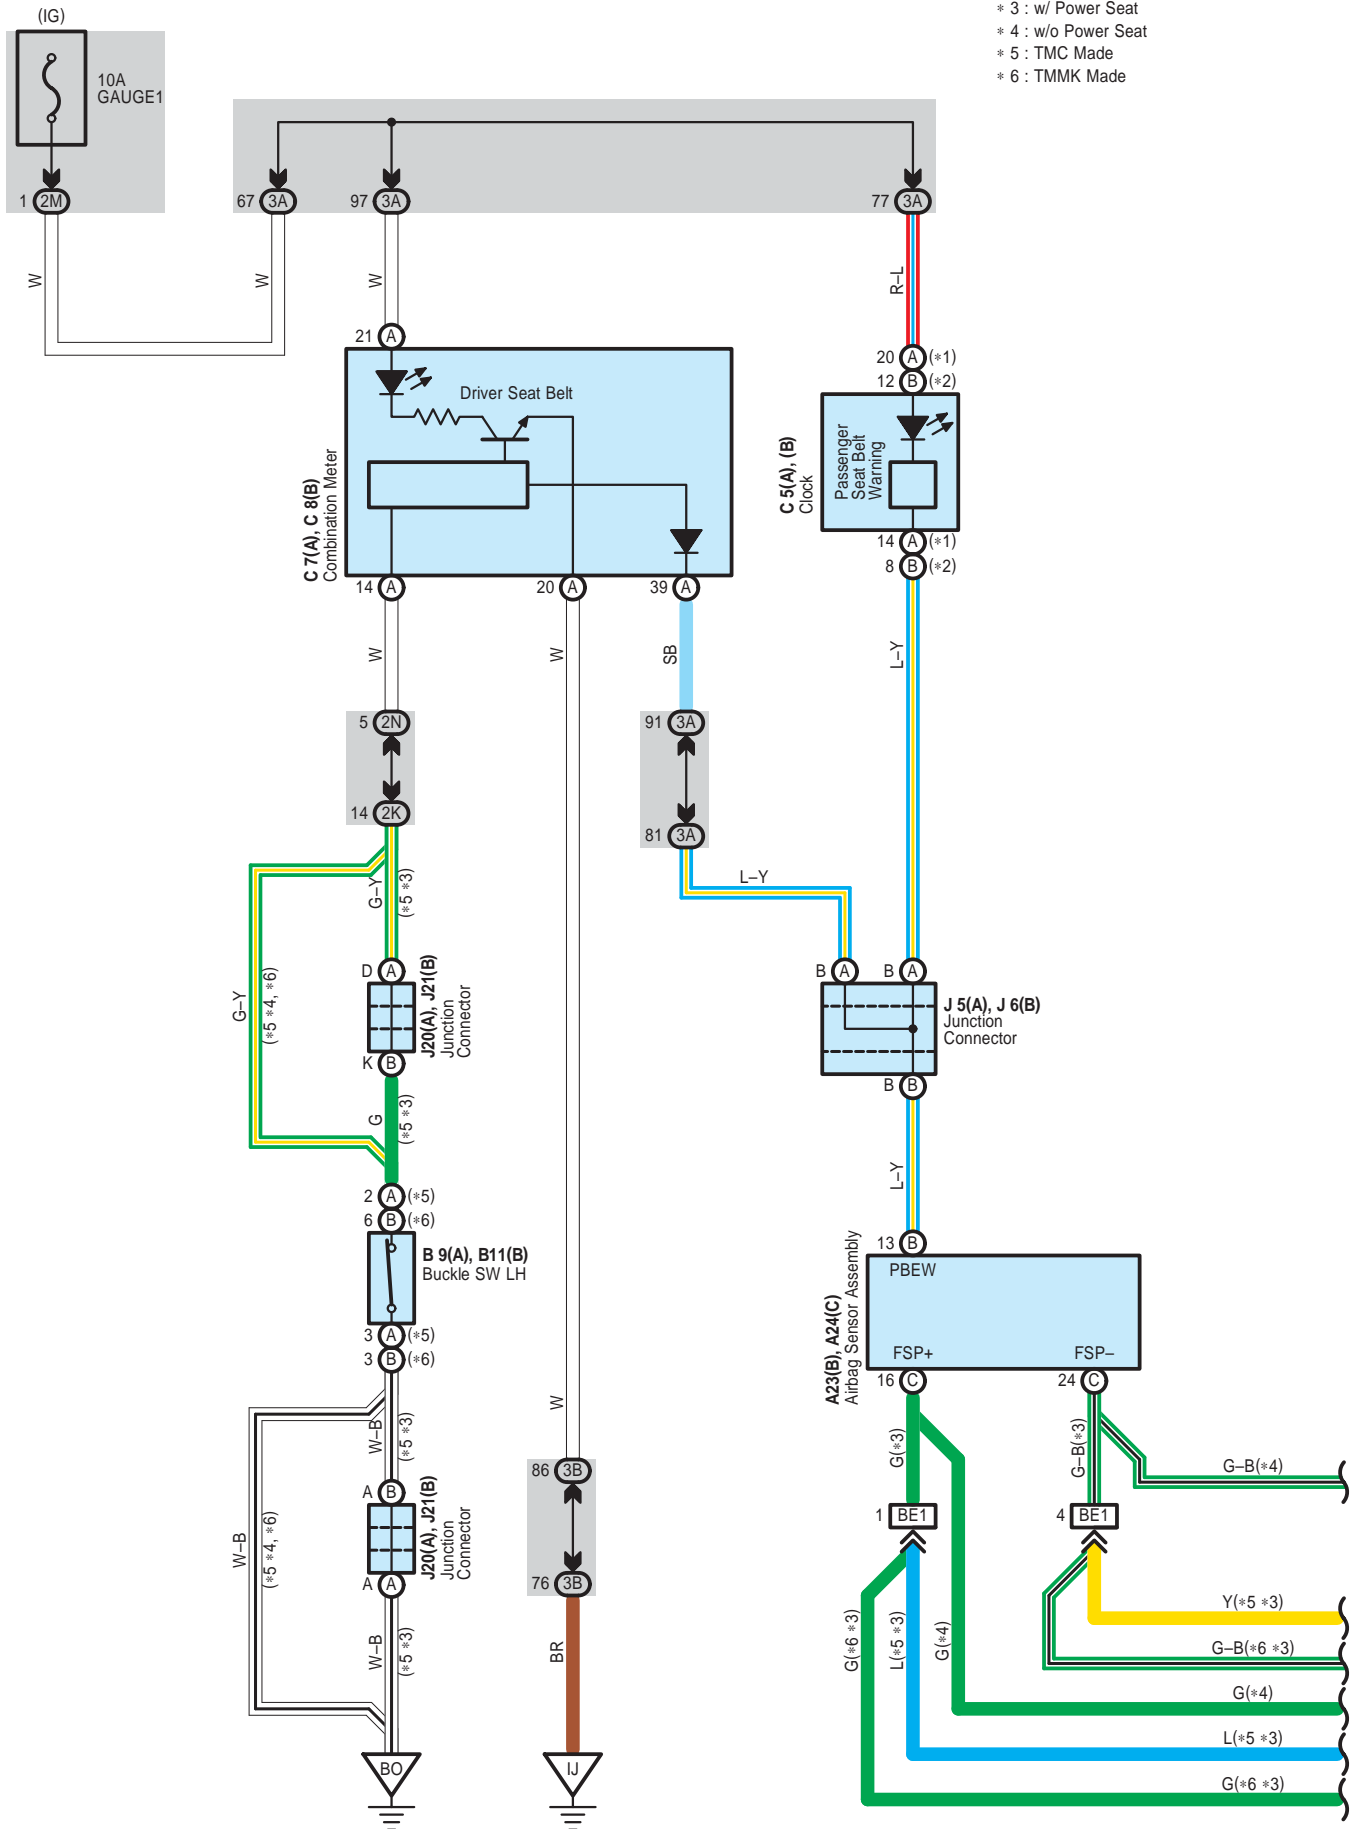 * 3 : w/ Power Seat
* 4 : w/o Power Seat
* 5 : TMC Made
* 6 : TMMK Made
(IG)
10A
GAUGE1
1 2M
67 3A
97 3A
77 3A
W
W
W
R–L
21 A
20 A (*1)
12 B (*2)
Driver Seat Belt
C 7(A), C 8(B)
Combination Meter
C 5(A), (B)
Clock
Passenger
Seat Belt
Warning
14 A (*1)
8 B (*2)
14 A
20 A
39 A
W
W
SB
L–Y
5 2N
14 2K
91 3A
81 3A
L–Y
G–Y
(*5 *3)
G–Y
(*5 *4, *6)
D A
J20(A), J21(B)
Junction
Connector
K B
B A
B A
J 5(A), J 6(B)
Junction
Connector
B B
G
(*5 *3)
L–Y
2 A (*5)
6 B (*6)
B 9(A), B11(B)
Buckle SW LH
3 A (*5)
3 B (*6)
13 B
PBEW
A23(B), A24(C)
Airbag Sensor Assembly
FSP+
FSP–
16 C
24 C
W–B
(*5 *3)
W–B
(*5 *4, *6)
W
G(*3)
G–B(*3)
G–B(*4)
A B
J20(A), J21(B)
Junction
Connector
A A
86 3B
76 3B
1 BE1
4 BE1
W–B
(*5 *3)
BR
G(*6 *3)
L(*5 *3)
G(*4)
Y(*5 *3)
G–B(*6 *3)
G(*4)
L(*5 *3)
G(*6 *3)
BO
IJ